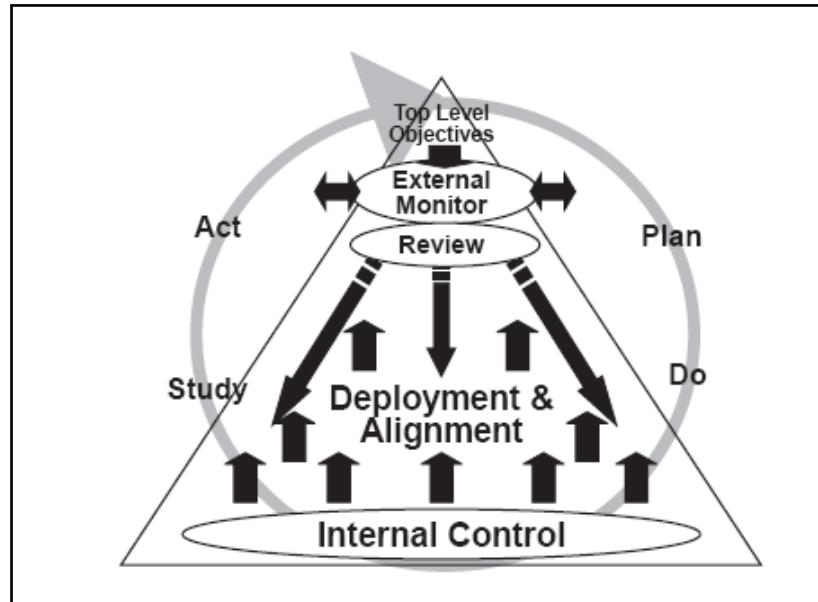 Top Level
Objectives
External
Monitor
Review
Act
Plan
Study
Do
Deployment &
Alignment
Internal Control